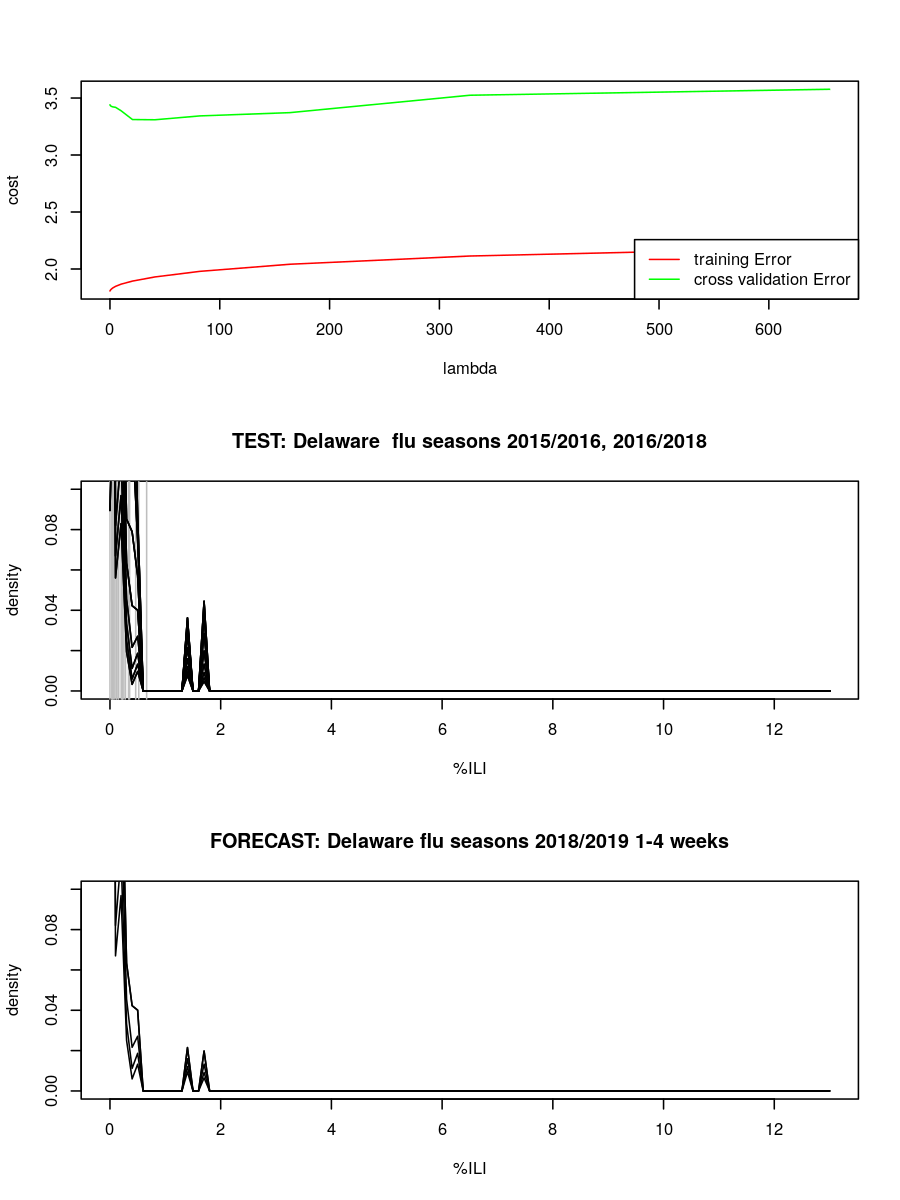 3.5
3.0
2.5
2.0
cost
training Error
cross validation Error
0 100 200 300 400 500 600
lambda
TEST: Delaware  flu seasons 2015/2016, 2016/2018
0.08
0.04
0.00
density
0 2 4 6 8 10 12
%ILI
FORECAST: Delaware flu seasons 2018/2019 1-4 weeks
0.08
0.04
0.00
density
0 2 4 6 8 10 12
%ILI